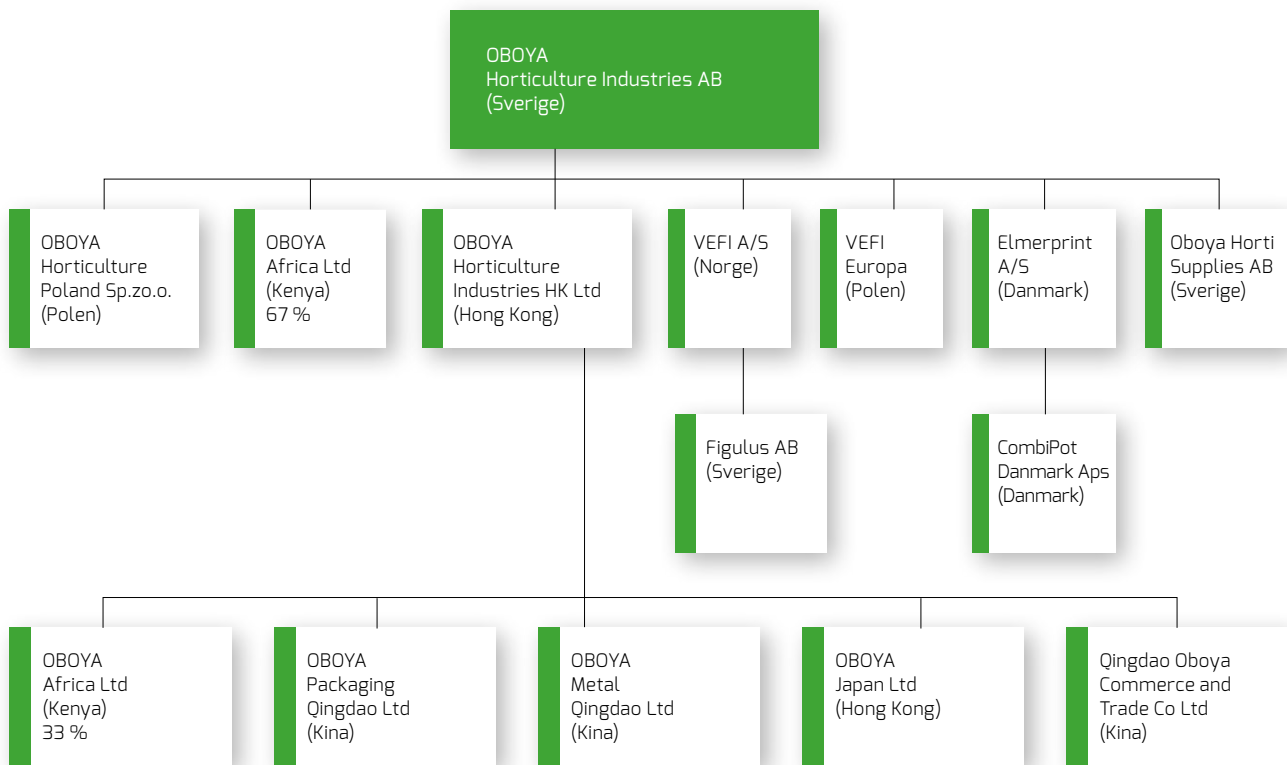 OBOYA
Horticulture Industries AB
(Sverige)
OBOYA
Horticulture
Poland Sp.zo.o.
(Polen)
OBOYA
Africa Ltd
(Kenya)
67 %
OBOYA
Horticulture
Industries HK Ltd
(Hong Kong)
VEFI A/S
(Norge)
VEFI
Europa
(Polen)
Elmerprint
A/S
(Danmark)
Oboya Horti
Supplies AB
(Sverige)
Figulus AB
(Sverige)
CombiPot
Danmark Aps
(Danmark)
OBOYA
Africa Ltd
(Kenya)
33 %
OBOYA
Packaging
Qingdao Ltd
(Kina)
OBOYA
Metal
Qingdao Ltd
(Kina)
OBOYA
Japan Ltd
(Hong Kong)
Qingdao Oboya
Commerce and
Trade Co Ltd
(Kina)